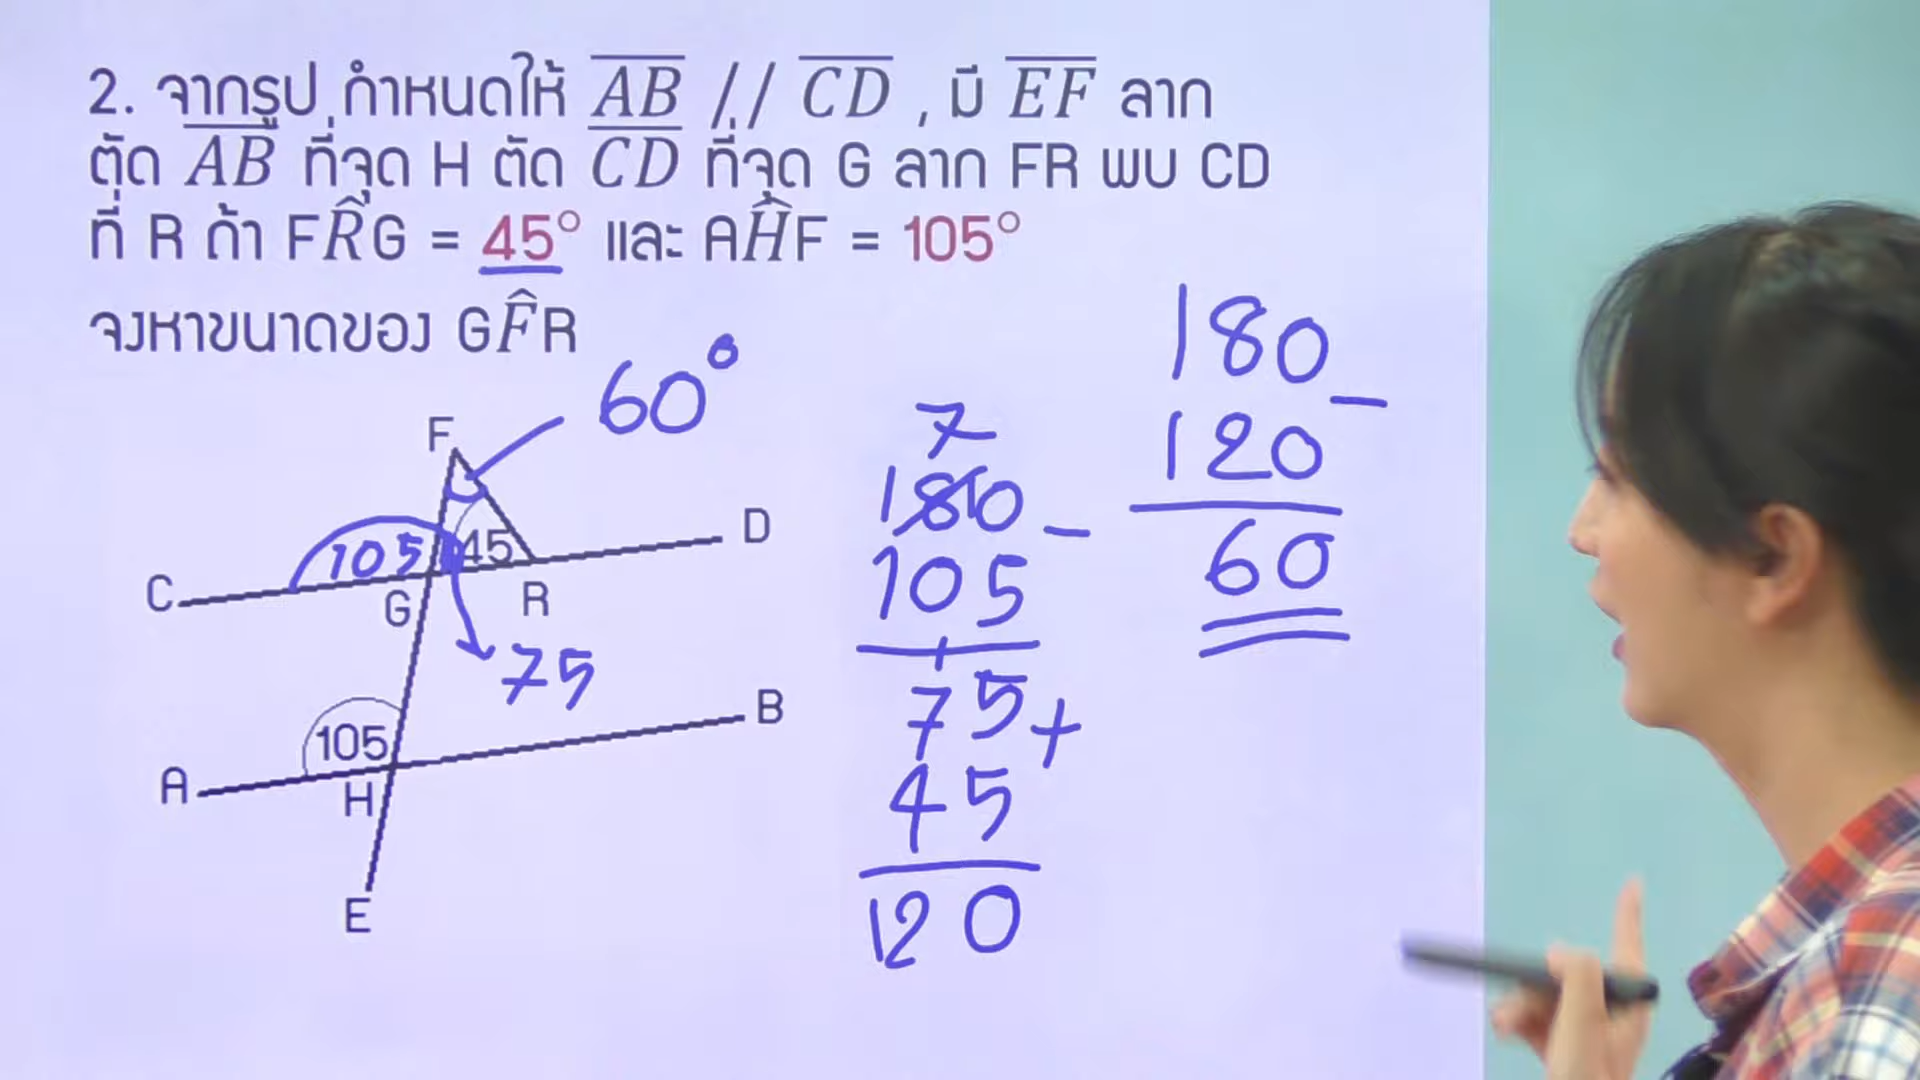 2. จากรูป กำหนดให้ AB // CD , มี EF ลาก
ตัด AB ที่จุด H ตัด CD ที่จุด G ลาก FR พบ CD
ที่ R ถ้า FR̂G = 45° และ AĤF = 105°
จงหาขนาดของ GF̂R
60°
F
105
45
D
C
G
R
75
105
B
A
H
E
7
180 -
105
75 +
45
120
180 -
120
60